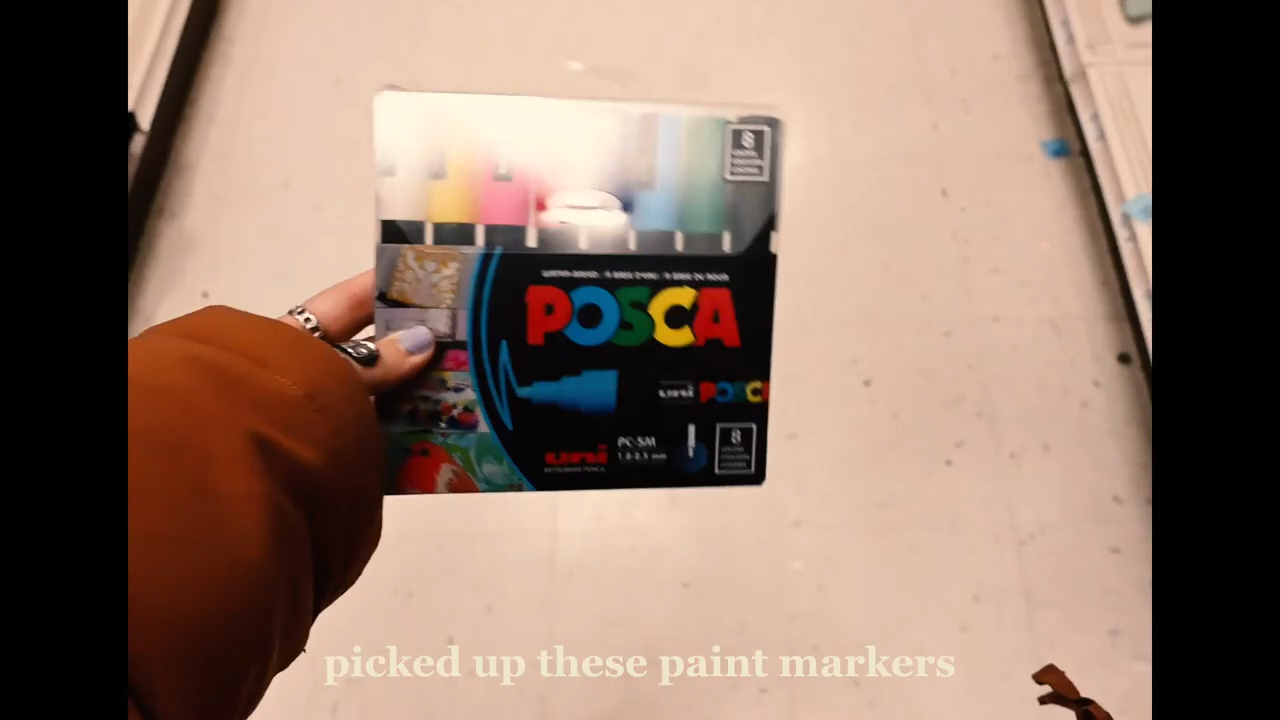 8
POSCA
uni POSCA
uni
PC-5M
1.8-2.5 mm
8
picked up these paint markers